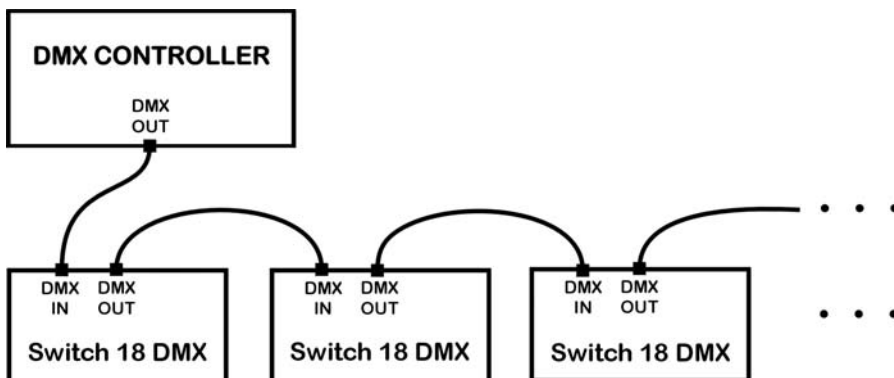 DMX CONTROLLER
DMX
OUT
DMX DMX
IN OUT
Switch 18 DMX
DMX DMX
IN OUT
Switch 18 DMX
DMX DMX
IN OUT
Switch 18 DMX